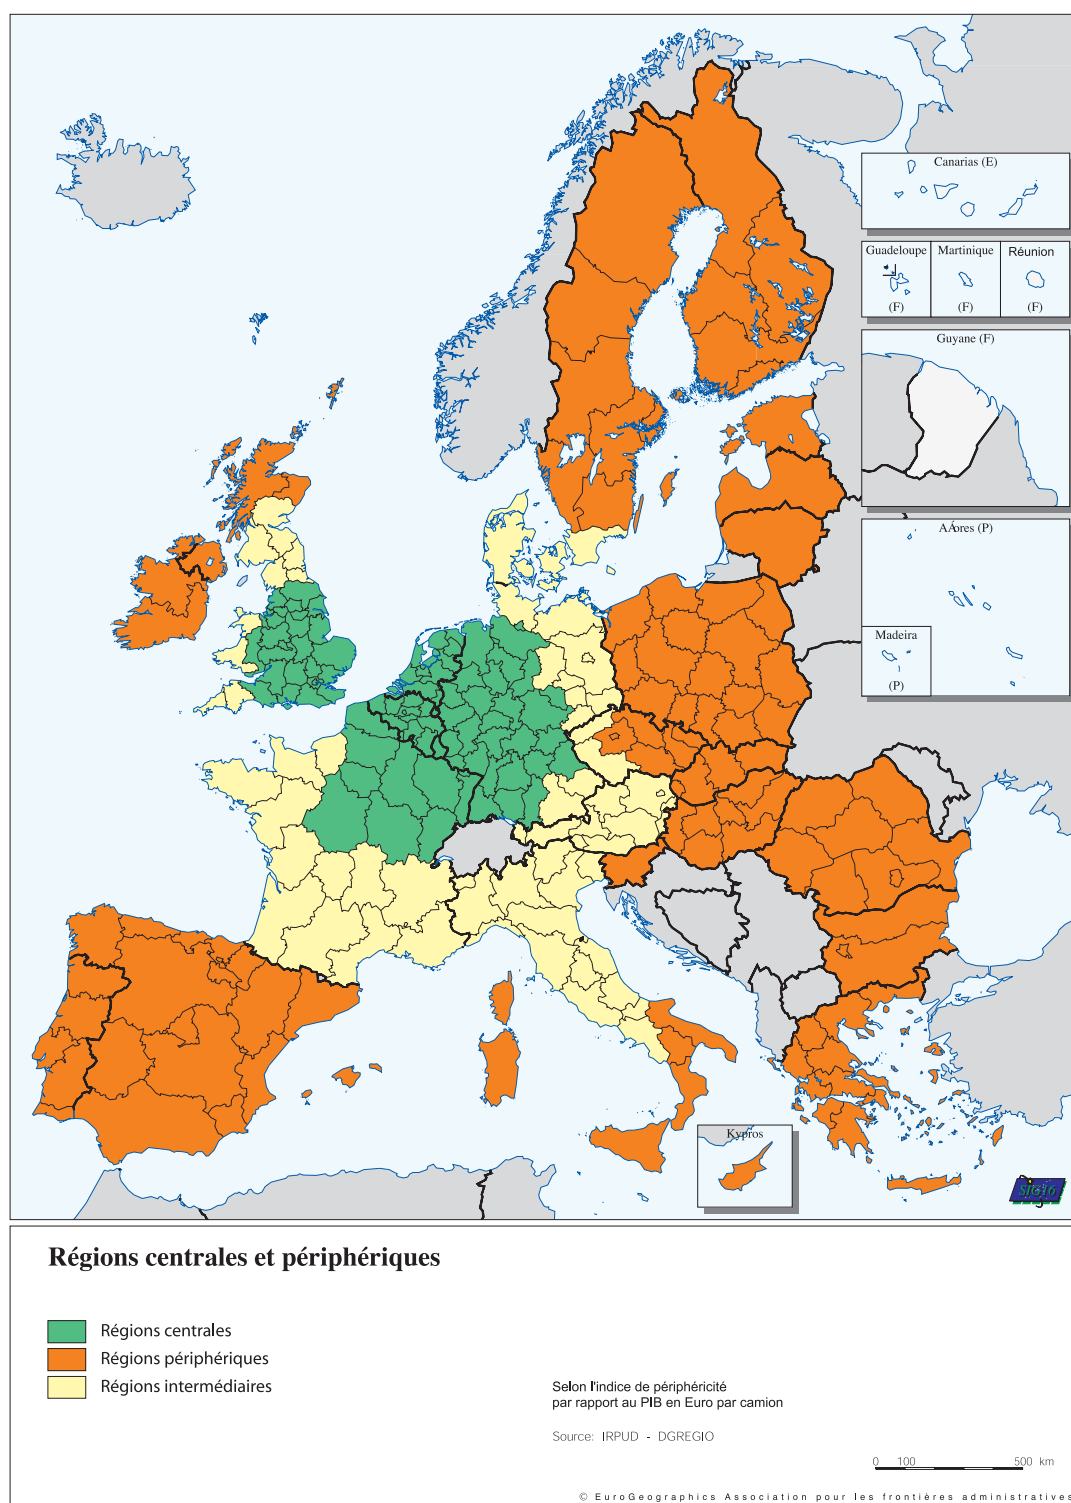 Canarias (E)
Guadeloupe
Martinique
Réunion
(F)
(F)
(F)
Guyane (F)
AÁores (P)
Madeira
(P)
Kypros
SIG16
Régions centrales et périphériques
Régions centrales
Régions périphériques
Régions intermédiaires
Selon l'indice de périphéricité
par rapport au PIB en Euro par camion
Source: IRPUD - DGREGIO
0 100 500 km
© EuroGeographics Association pour les frontières administratives